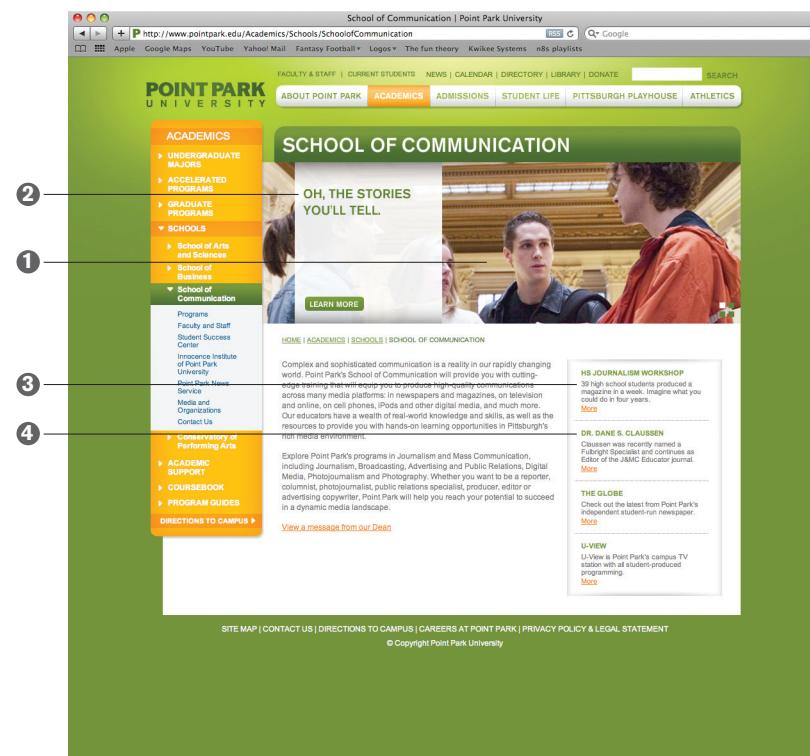 School of Communication | Point Park University
http://www.pointpark.edu/Academics/Schools/SchoolofCommunication
RSS
Google
Apple Google Maps YouTube Yahoo! Mail Fantasy Football Logos The fun theory Kwikee Systems n8s playlists
FACULTY & STAFF | CURRENT STUDENTS NEWS | CALENDAR | DIRECTORY | LIBRARY | DONATE SEARCH
POINT PARK
UNIVERSITY
ABOUT POINT PARK ACADEMICS ADMISSIONS STUDENT LIFE PITTSBURGH PLAYHOUSE ATHLETICS
ACADEMICS
UNDERGRADUATE
MAJORS
ACCELERATED
PROGRAMS
GRADUATE
PROGRAMS
SCHOOLS
School of Arts
and Sciences
School of
Business
School of
Communication
Programs
Faculty and Staff
Student Success
Center
Innocence Institute
of Point Park
University
Point Park News
Service
Media and
Organizations
Contact Us
Conservatory of
Performing Arts
ACADEMIC
SUPPORT
COURSEBOOK
PROGRAM GUIDES
DIRECTIONS TO CAMPUS
SCHOOL OF COMMUNICATION
2
OH, THE STORIES
YOU'LL TELL.
1
LEARN MORE
HOME | ACADEMICS | SCHOOLS | SCHOOL OF COMMUNICATION
Complex and sophisticated communication is a reality in our rapidly changing
world. Point Park's School of Communication will provide you with cutting-
edge training that will equip you to produce high-quality communications
across many media platforms: in newspapers and magazines, on television
and online, on cell phones, iPods and other digital media, and much more.
Our educators have a wealth of real-world knowledge and skills, as well as the
resources to provide you with hands-on learning opportunities in Pittsburgh's
rich media environment.
Explore Point Park's programs in Journalism and Mass Communication,
including Journalism, Broadcasting, Advertising and Public Relations, Digital
Media, Photojournalism and Photography. Whether you want to be a reporter,
columnist, photojournalist, public relations specialist, producer, editor or
advertising copywriter, Point Park will help you reach your potential to succeed
in a dynamic media landscape.
View a message from our Dean
3
HS JOURNALISM WORKSHOP
39 high school students produced a
magazine in a week. Imagine what you
could do in four years.
More
4
DR. DANE S. CLAUSSEN
Claussen was recently named a
Fulbright Specialist and continues as
Editor of the J&MC Educator journal.
More
THE GLOBE
Check out the latest from Point Park's
independent student-run newspaper.
More
U-VIEW
U-View is Point Park's campus TV
station with all student-produced
programming.
More
SITE MAP | CONTACT US | DIRECTIONS TO CAMPUS | CAREERS AT POINT PARK | PRIVACY POLICY & LEGAL STATEMENT
© Copyright Point Park University